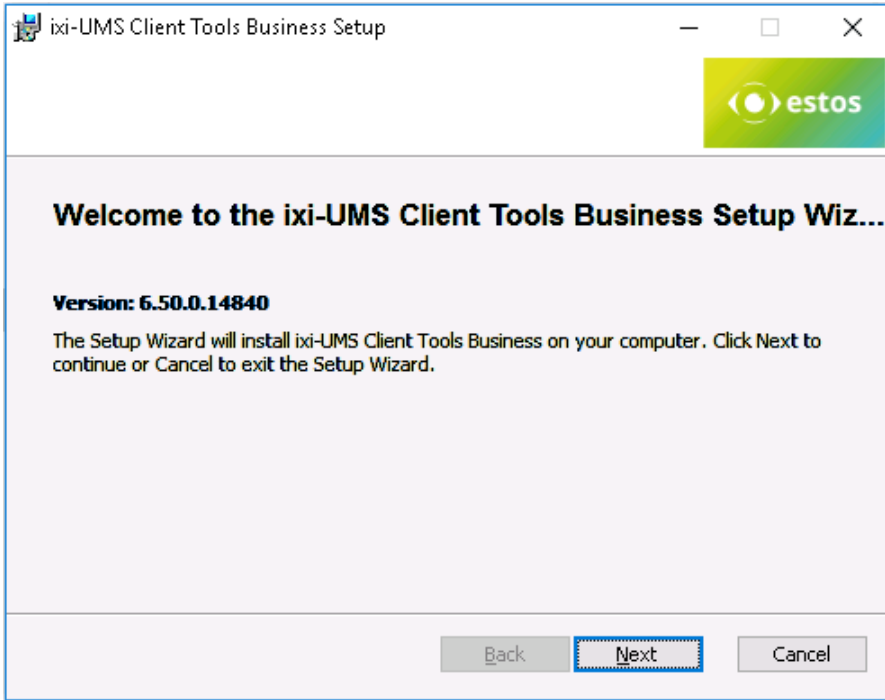 ixi-UMS Client Tools Business Setup
estos
Welcome to the ixi-UMS Client Tools Business Setup Wiz...
Version: 6.50.0.14840
The Setup Wizard will install ixi-UMS Client Tools Business on your computer. Click Next to
continue or Cancel to exit the Setup Wizard.
Back Next Cancel